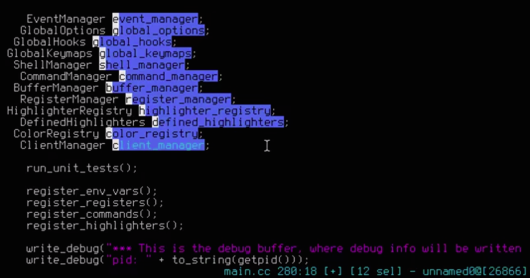 EventManager event_manager;
GlobalOptions global_options;
GlobalHooks global_hooks;
GlobalKeymaps global_keymaps;
ShellManager shell_manager;
CommandManager command_manager;
BufferManager buffer_manager;
RegisterManager register_manager;
HighlighterRegistry highlighter_registry;
DefinedHighlighters defined_highlighters;
ColorRegistry color_registry;
ClientManager client_manager;
run_unit_tests();
register_env_vars();
register_registers();
register_commands();
register_highlighters();
write_debug("*** This is the debug buffer, where debug info will be written
write_debug("pid: " + to_string(getpid()));
main.cc 280:18 [+] [12 sel] - unnamed0@[26866]